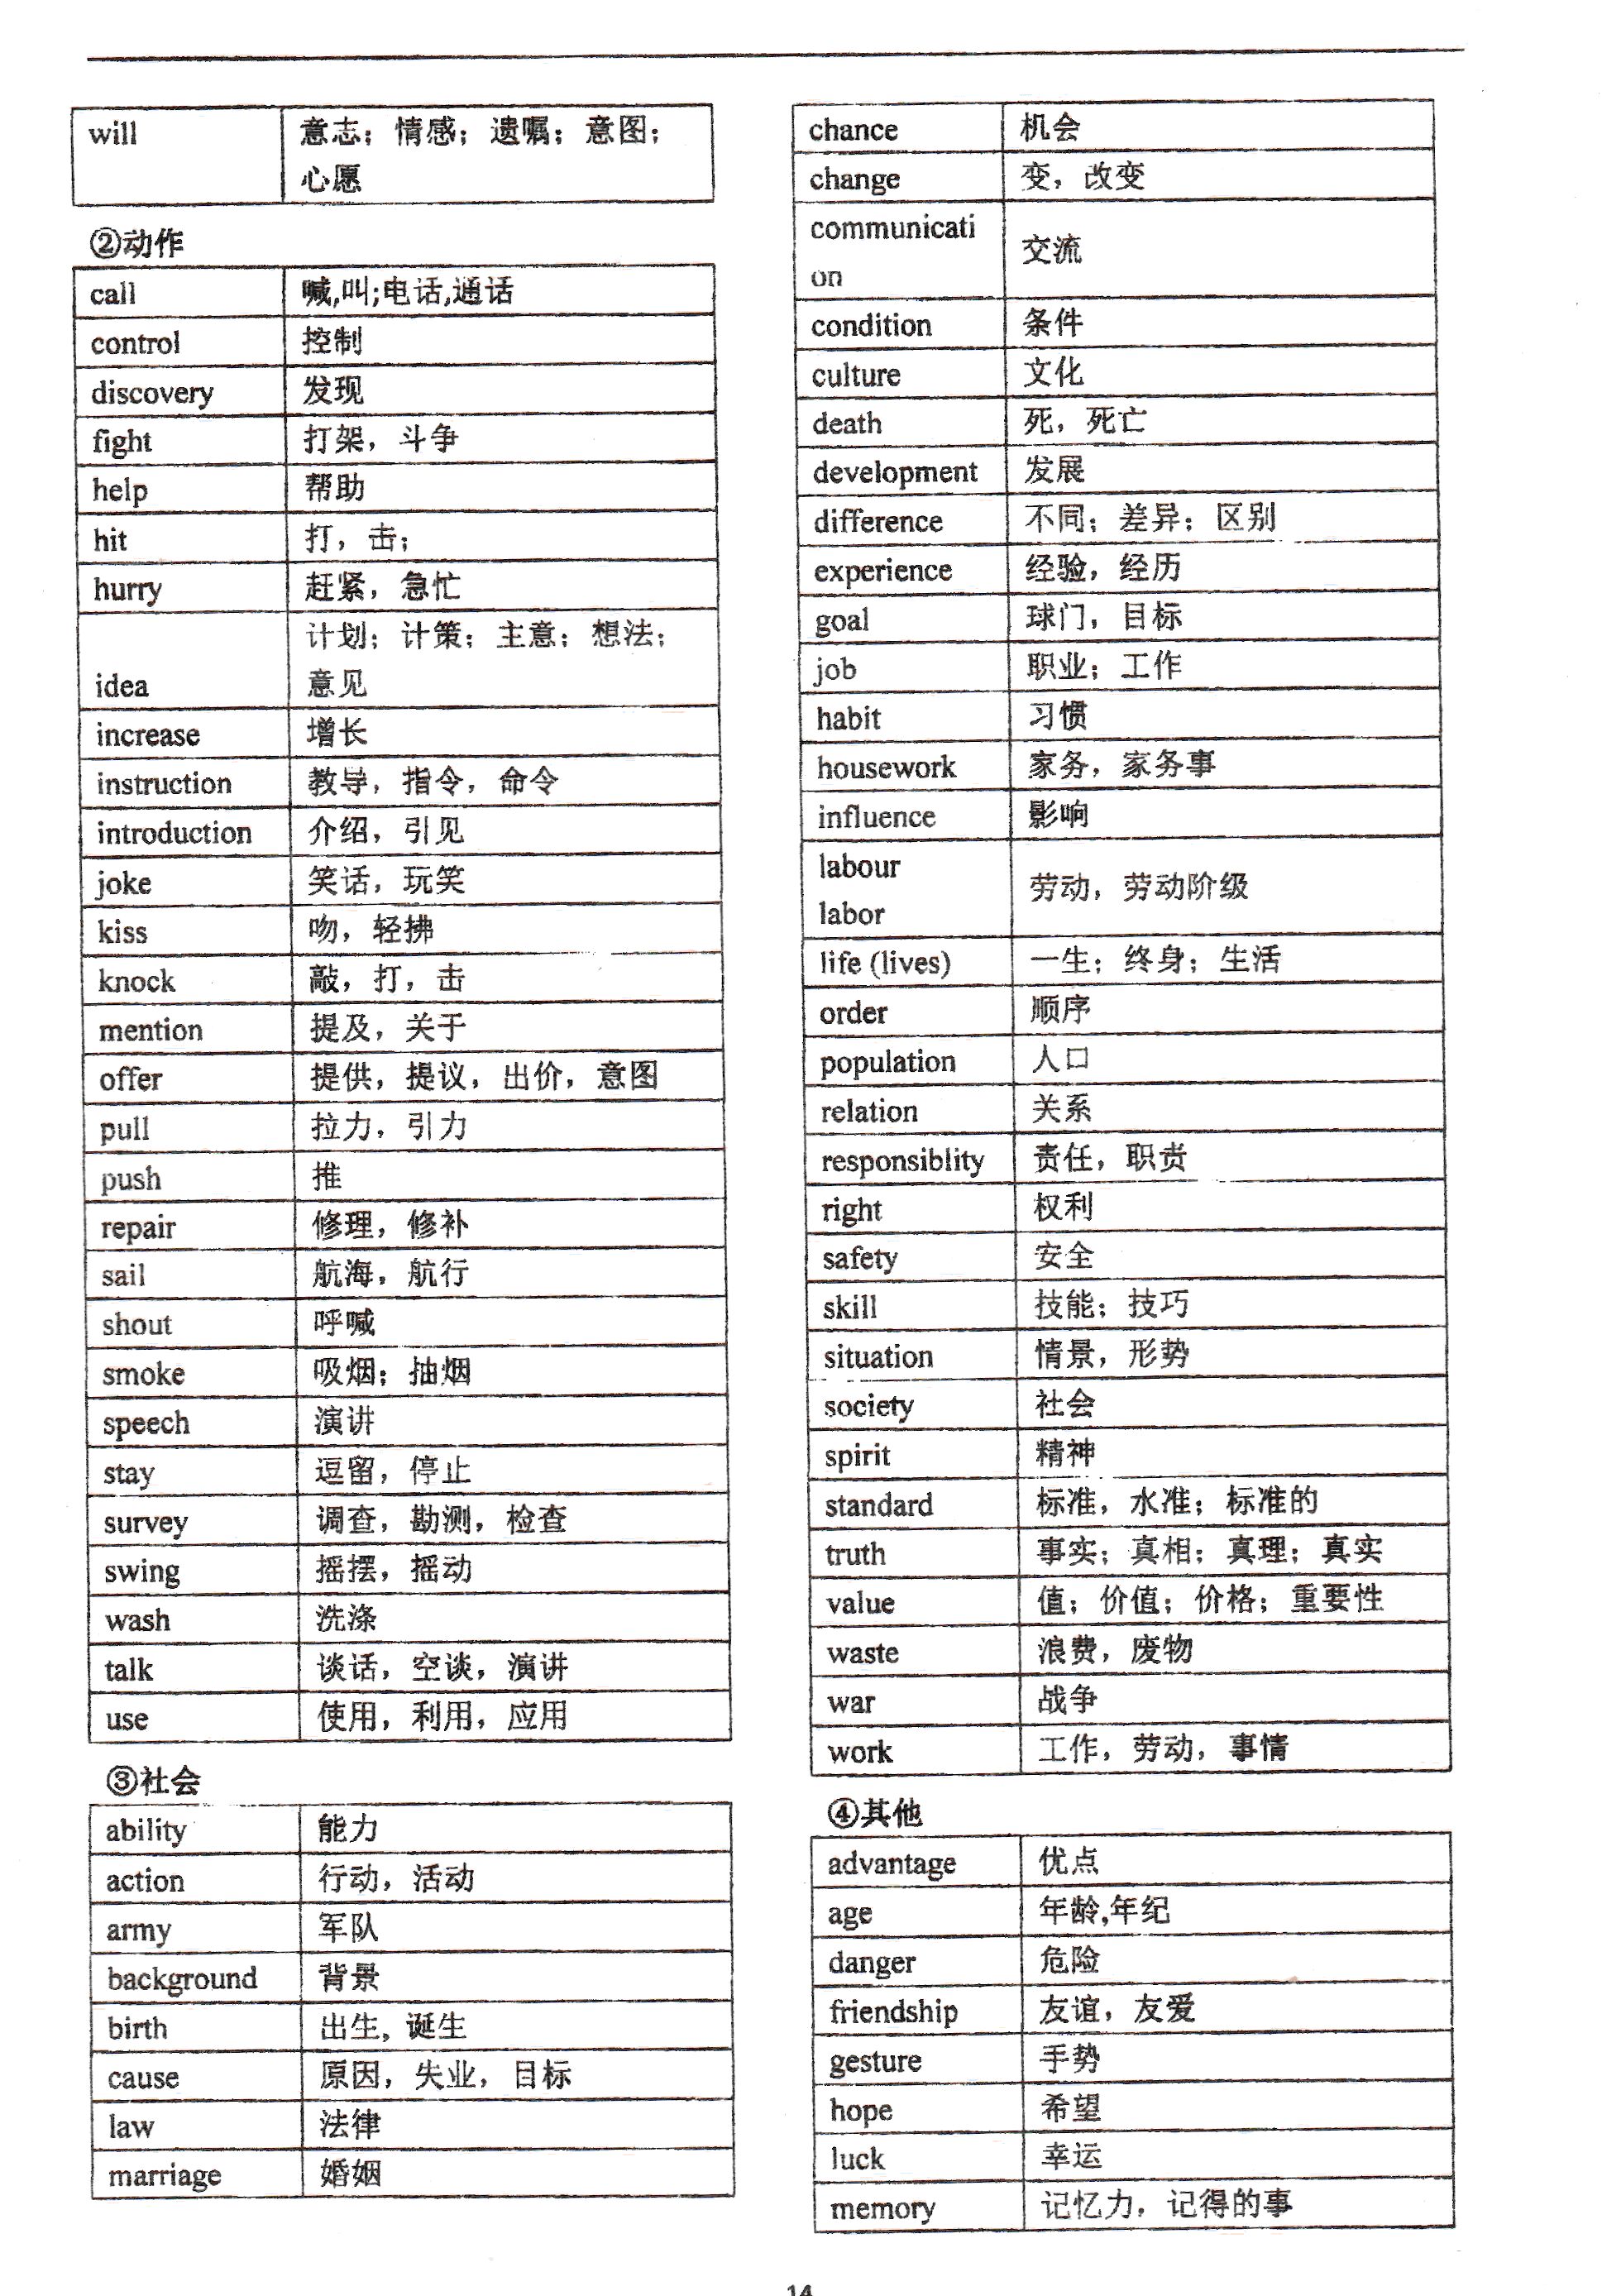 will 意志；情感；遗嘱；意图；
心愿
②动作
call 喊,叫;电话,通话
control 控制
discovery 发现
fight 打架，斗争
help 帮助
hit 打，击；
hurry 赶紧，急忙
计划；计策；主意；想法；
idea 意见
increase 增长
instruction 教导，指令，命令
introduction 介绍，引见
joke 笑话，玩笑
kiss 吻，轻拂
knock 敲，打，击
mention 提及，关于
offer 提供，提议，出价，意图
pull 拉力，引力
push 推
repair 修理，修补
sail 航海，航行
shout 呼喊
smoke 吸烟；抽烟
speech 演讲
stay 逗留，停止
survey 调查，勘测，检查
swing 摇摆，摇动
wash 洗涤
talk 谈话，空谈，演讲
use 使用，利用，应用
③社会
ability 能力
action 行动，活动
army 军队
background 背景
birth 出生，诞生
cause 原因，失业，目标
law 法律
marriage 婚姻
chance 机会
change 变，改变
communicati
on 交流
condition 条件
culture 文化
death 死，死亡
development 发展
difference 不同；差异；区别
experience 经验，经历
goal 球门，目标
job 职业；工作
habit 习惯
housework 家务，家务事
influence 影响
labour
labor 劳动，劳动阶级
life (lives) 一生；终身；生活
order 顺序
population 人口
relation 关系
responsiblity 责任，职责
right 权利
safety 安全
skill 技能；技巧
situation 情景，形势
society 社会
spirit 精神
standard 标准，水准；标准的
truth 事实；真相；真理；真实
value 值；价值；价格；重要性
waste 浪费，废物
war 战争
work 工作，劳动，事情
④其他
advantage 优点
age 年龄,年纪
danger 危险
friendship 友谊，友爱
gesture 手势
hope 希望
luck 幸运
memory 记忆力，记得的事
14